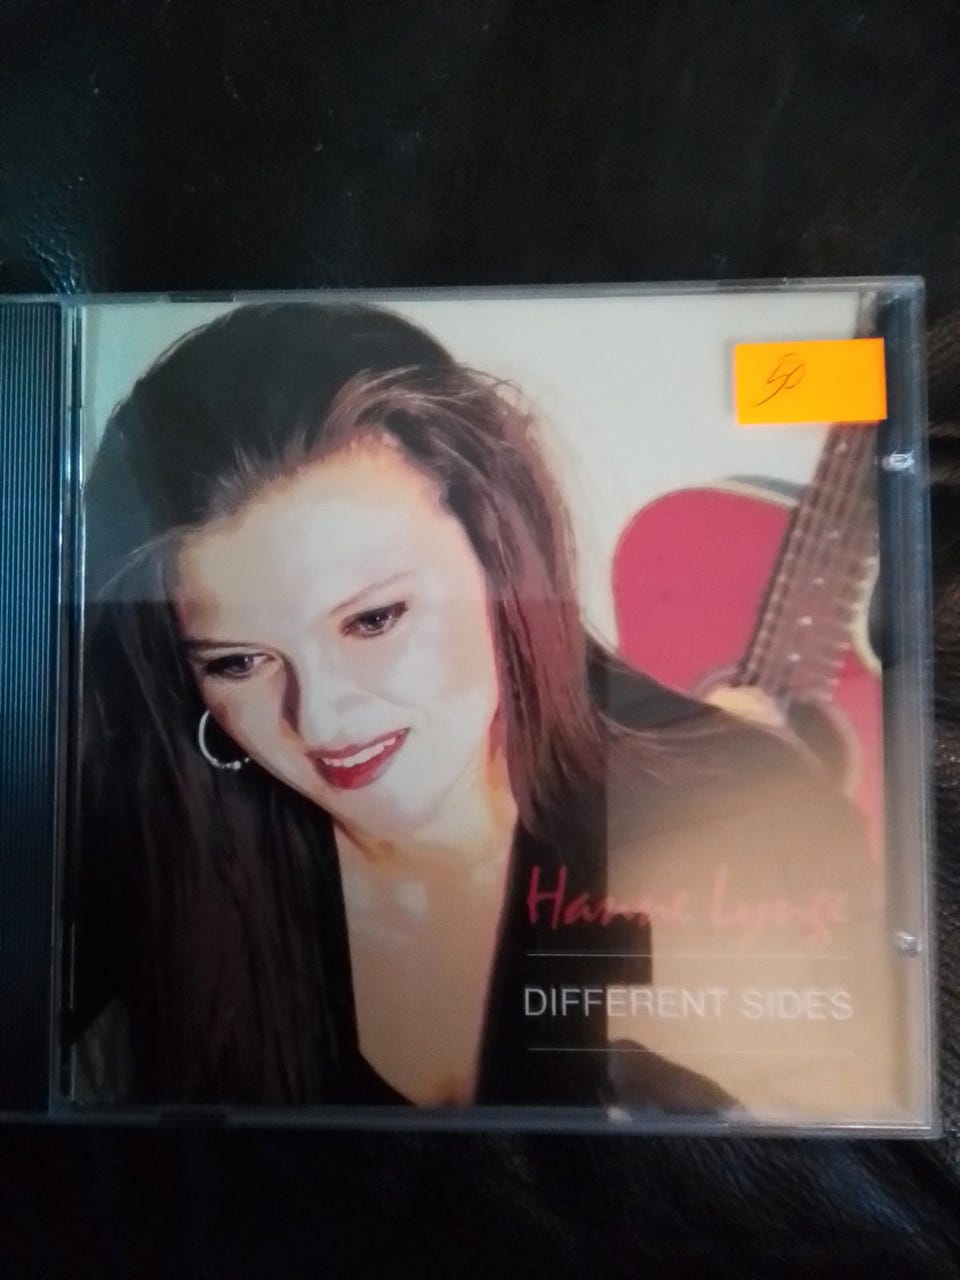 50
Hanne Lynge
DIFFERENT SIDES